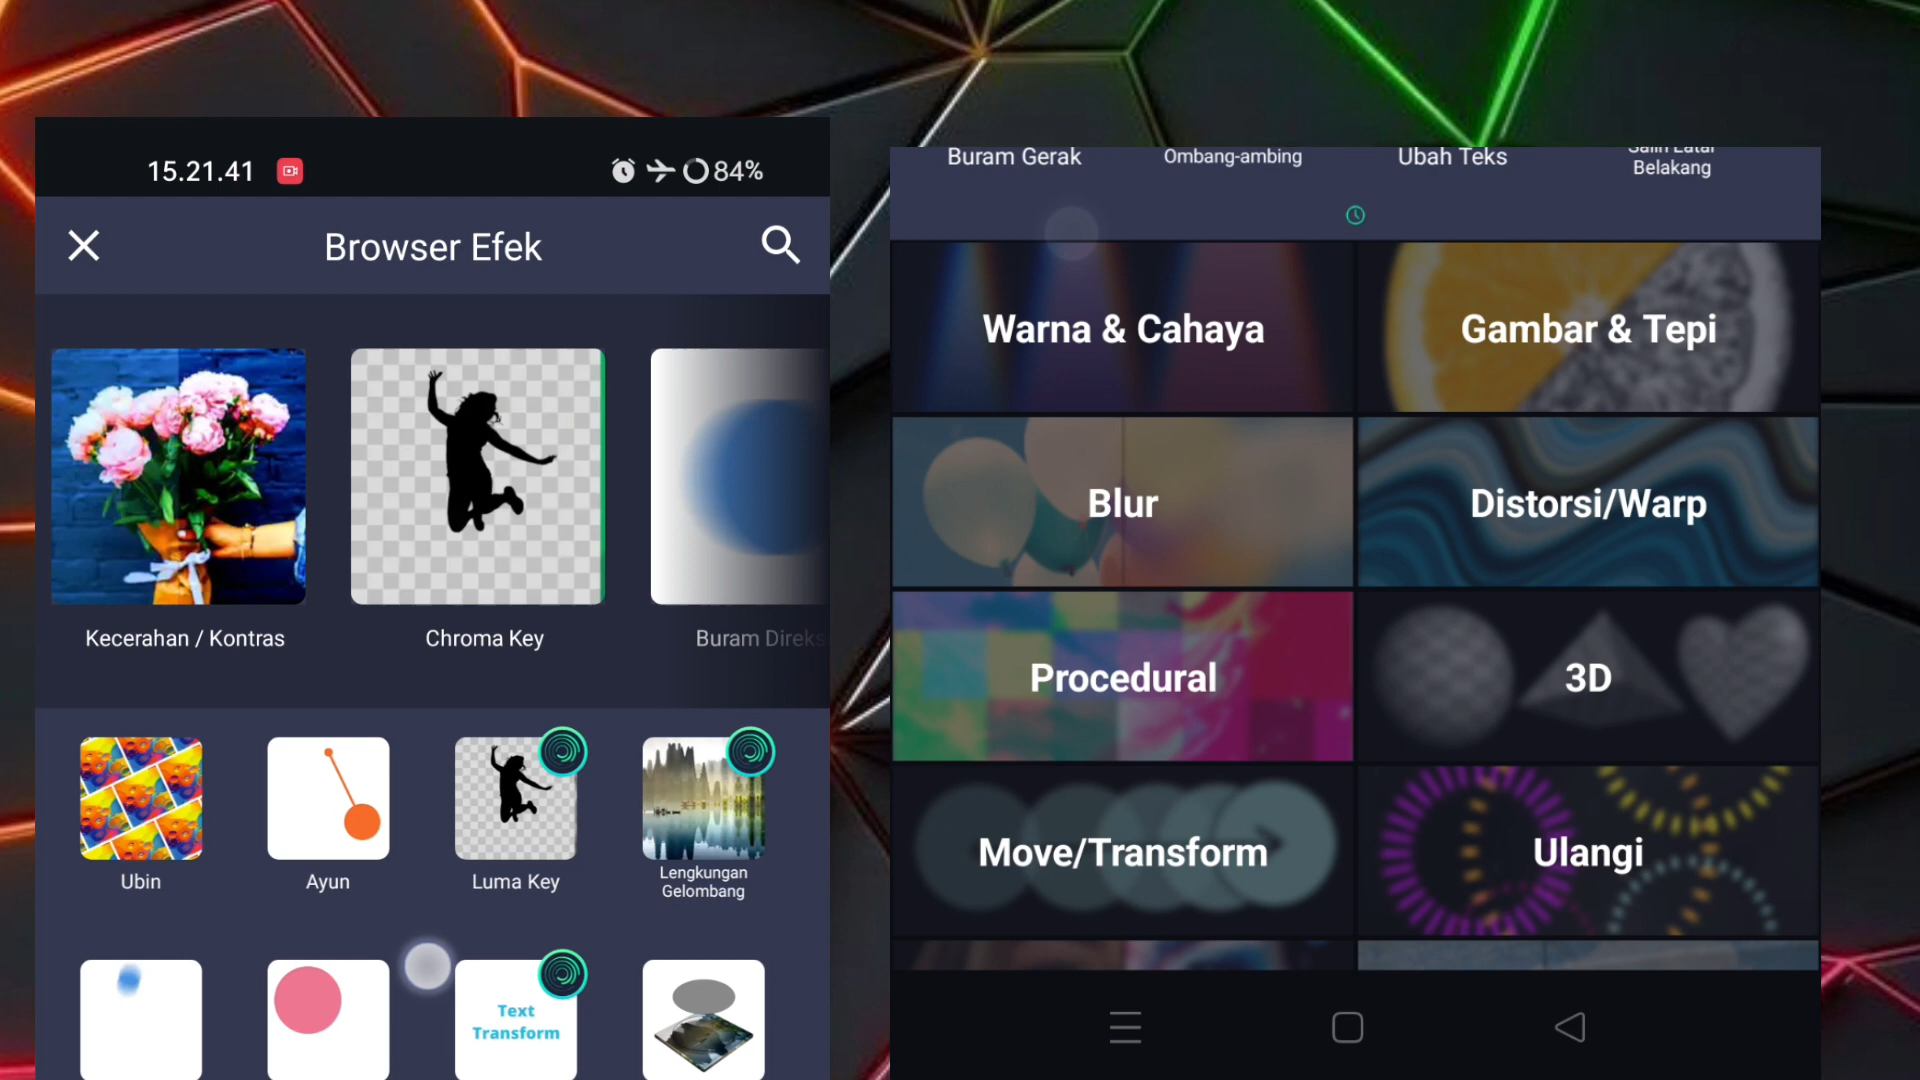 15.21.41
84%
Browser Efek
Kecerahan / Kontras
Chroma Key
Buram Direks
Ubin
Ayun
Luma Key
Lengkungan
Gelombang
Text
Transform
Buram Gerak
Ombang-ambing
Ubah Teks
Salin Latar
Belakang
Warna & Cahaya
Gambar & Tepi
Blur
Distorsi/Warp
Procedural
3D
Move/Transform
Ulangi